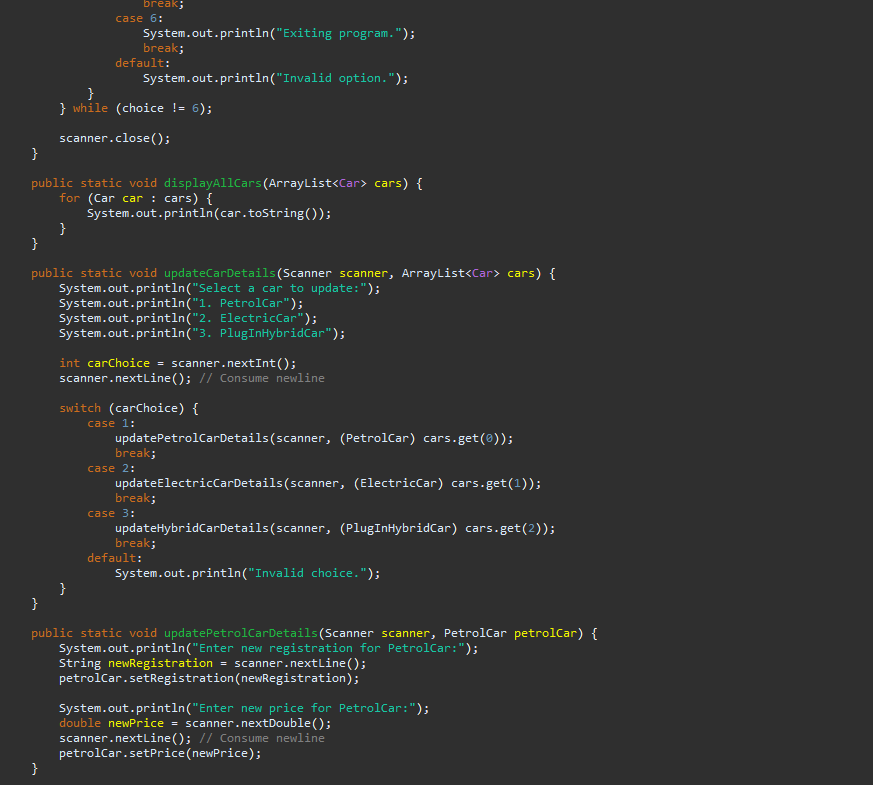 break;
case 6:
System.out.println("Exiting program.");
break;
default:
System.out.println("Invalid option.");
}
} while (choice != 6);
scanner.close();
}
public static void displayAllCars(ArrayList<Car> cars) {
for (Car car : cars) {
System.out.println(car.toString());
}
}
public static void updateCarDetails(Scanner scanner, ArrayList<Car> cars) {
System.out.println("Select a car to update:");
System.out.println("1. PetrolCar");
System.out.println("2. ElectricCar");
System.out.println("3. PlugInHybridCar");
int carChoice = scanner.nextInt();
scanner.nextLine(); // Consume newline
switch (carChoice) {
case 1:
updatePetrolCarDetails(scanner, (PetrolCar) cars.get(0));
break;
case 2:
updateElectricCarDetails(scanner, (ElectricCar) cars.get(1));
break;
case 3:
updateHybridCarDetails(scanner, (PlugInHybridCar) cars.get(2));
break;
default:
System.out.println("Invalid choice.");
}
}
public static void updatePetrolCarDetails(Scanner scanner, PetrolCar petrolCar) {
System.out.println("Enter new registration for PetrolCar:");
String newRegistration = scanner.nextLine();
petrolCar.setRegistration(newRegistration);
System.out.println("Enter new price for PetrolCar:");
double newPrice = scanner.nextDouble();
scanner.nextLine(); // Consume newline
petrolCar.setPrice(newPrice);
}